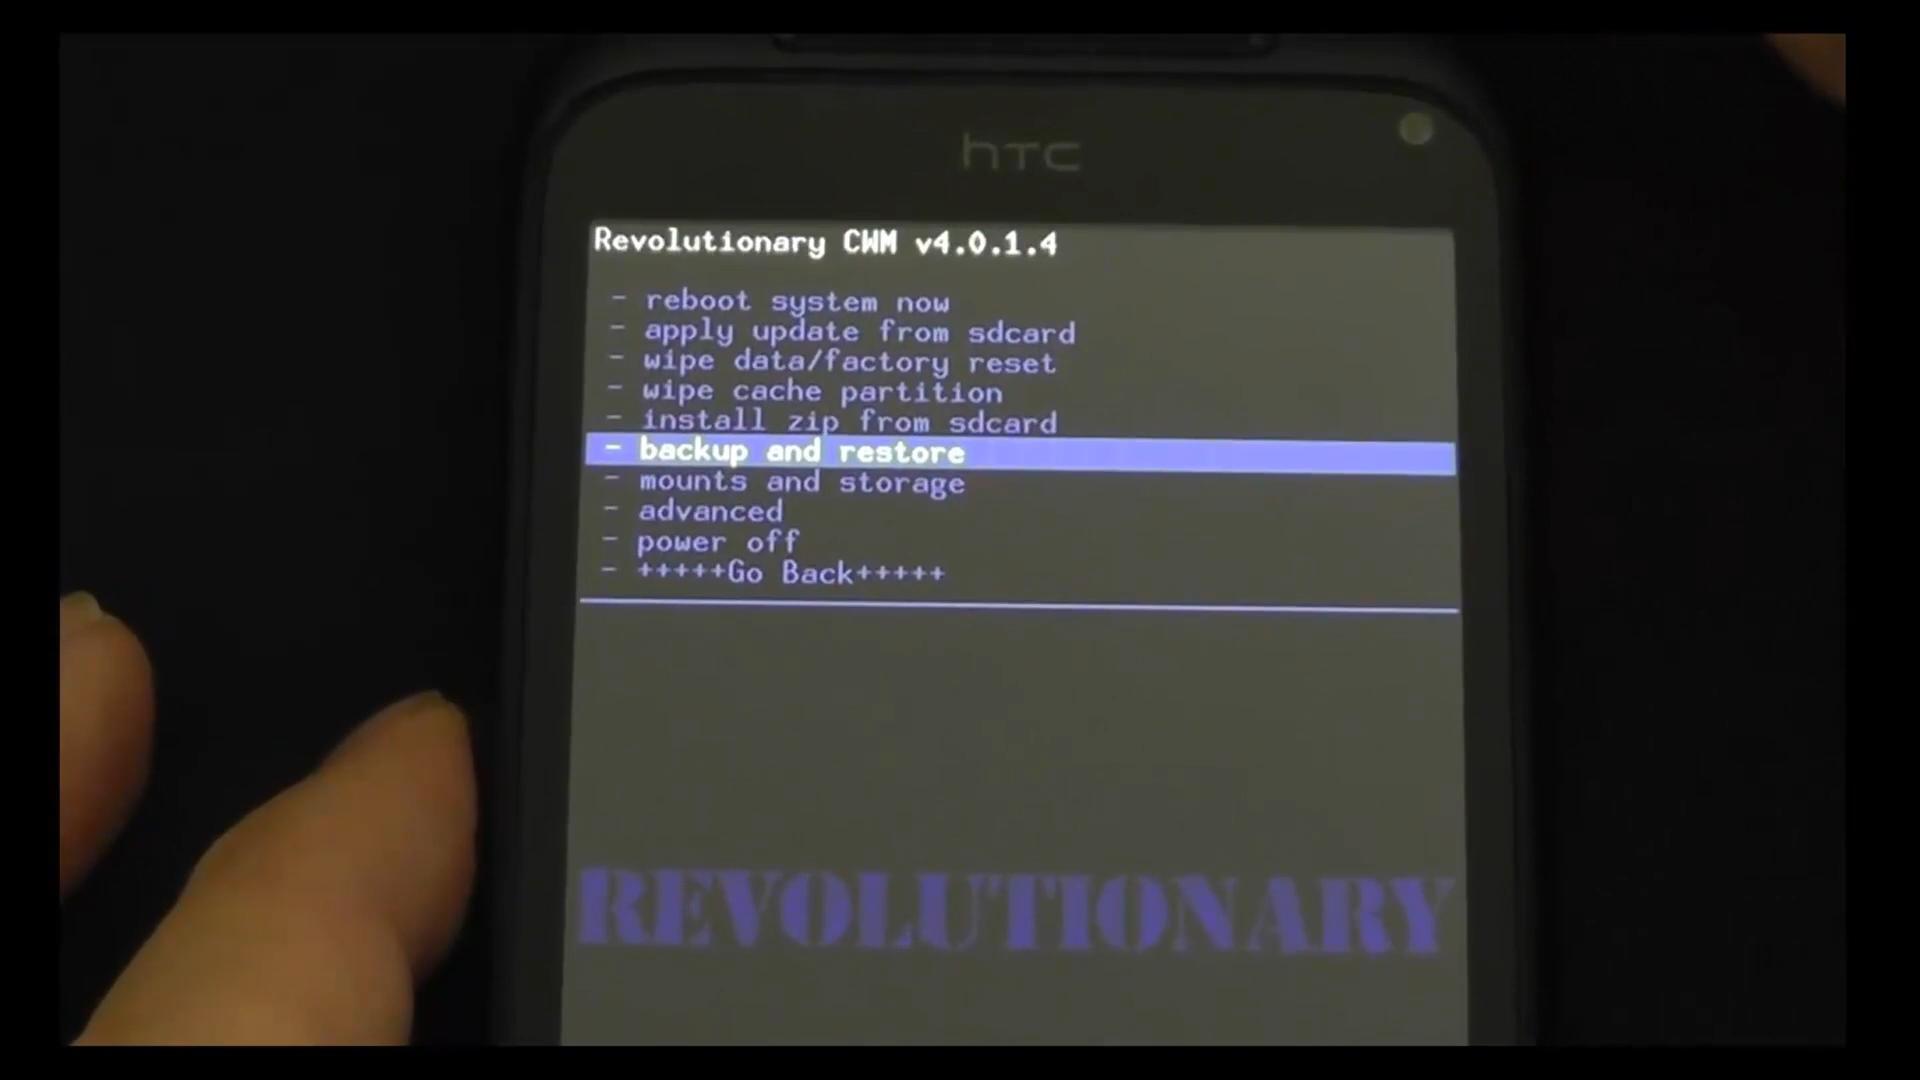 hTC
Revolutionary CWM v4.0.1.4
- reboot system now
- apply update from sdcard
- wipe data/factory reset
- wipe cache partition
- install zip from sdcard
- backup and restore
- mounts and storage
- advanced
- power off
- +++++Go Back+++++
REVOLUTIONARY